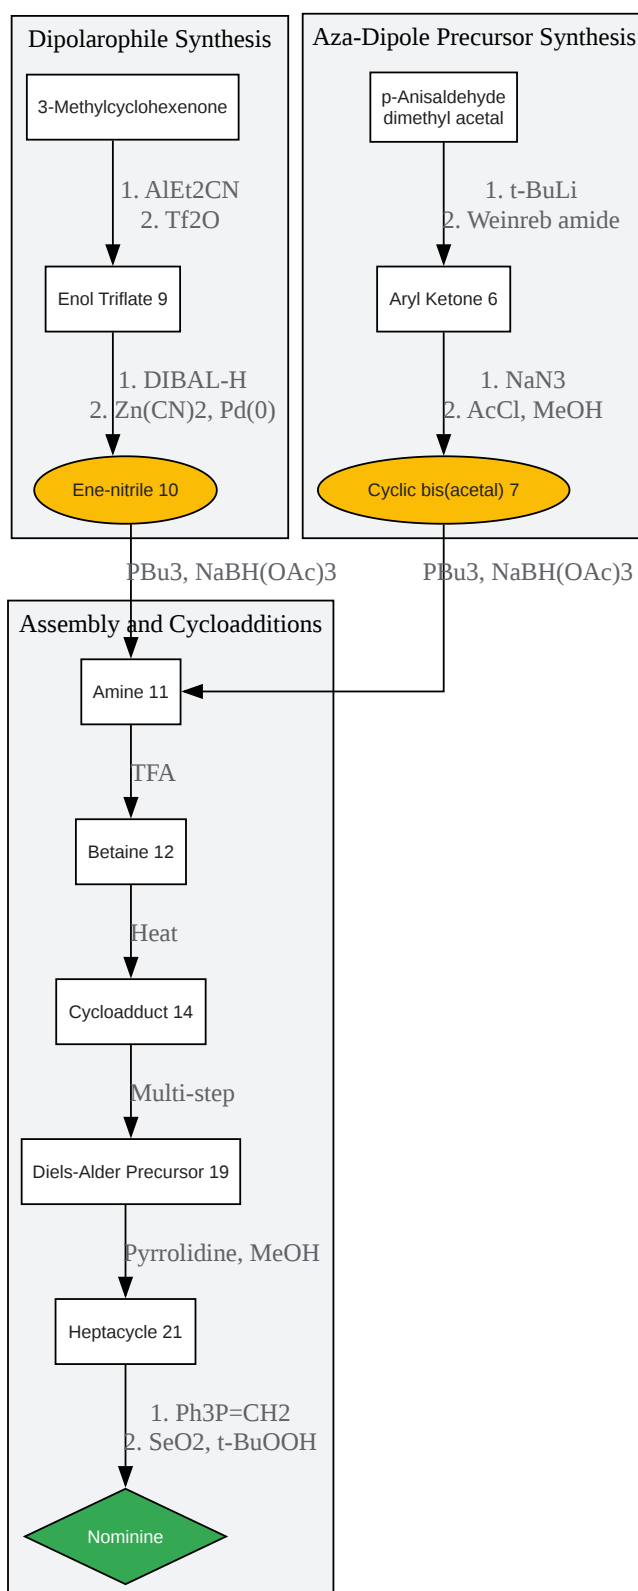 Dipolarophile Synthesis
3-Methylcyclohexenone
1. AlEt2CN
2. Tf2O
Enol Triflate 9
1. DIBAL-H
2. Zn(CN)2, Pd(0)
Ene-nitrile 10
PBu3, NaBH(OAc)3
Aza-Dipole Precursor Synthesis
p-Anisaldehyde
dimethyl acetal
1. t-BuLi
2. Weinreb amide
Aryl Ketone 6
1. NaN3
2. AcCl, MeOH
Cyclic bis(acetal) 7
PBu3, NaBH(OAc)3
Assembly and Cycloadditions
Amine 11
TFA
Betaine 12
Heat
Cycloadduct 14
Multi-step
Diels-Alder Precursor 19
Pyrrolidine, MeOH
Heptacycle 21
1. Ph3P=CH2
2. SeO2, t-BuOOH
Nominine